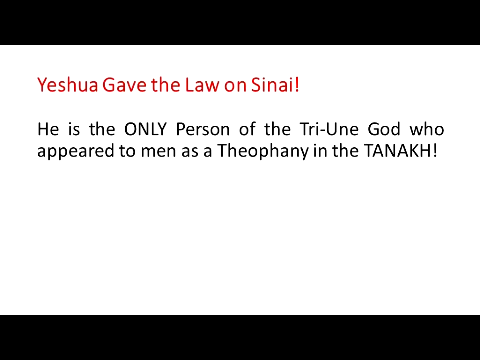 Yeshua Gave the Law on Sinai!
He is the ONLY Person of the Tri-Une God who
appeared to men as a Theophany in the TANAKH!